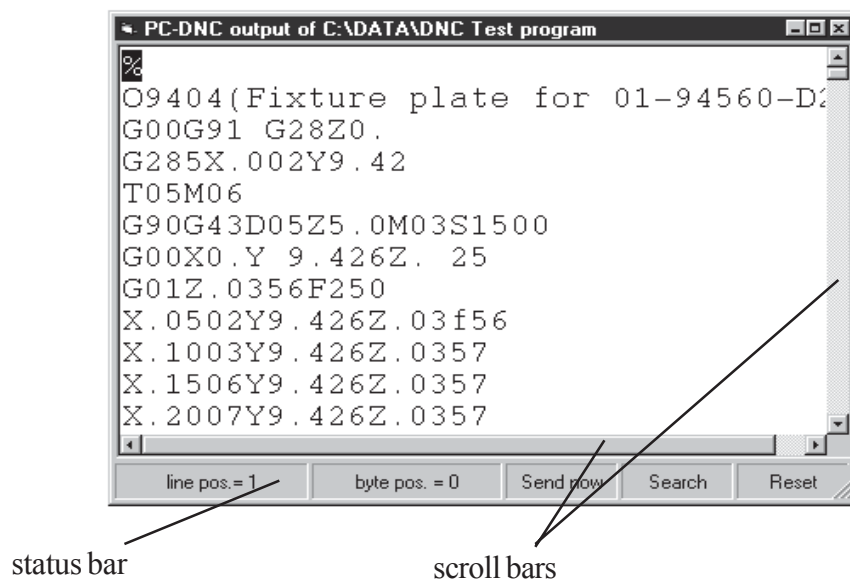 PC-DNC output of C:\DATA\DNC Test program
%
O9404(Fixture plate for 01-94560-D2
G00G91 G28Z0.
G285X.002Y9.42
T05M06
G90G43D05Z5.0M03S1500
G00X0.Y 9.426Z. 25
G01Z.0356F250
X.0502Y9.426Z.03f56
X.1003Y9.426Z.0357
X.1506Y9.426Z.0357
X.2007Y9.426Z.0357
line pos.= 1 byte pos. = 0 Send now Search Reset
status bar scroll bars